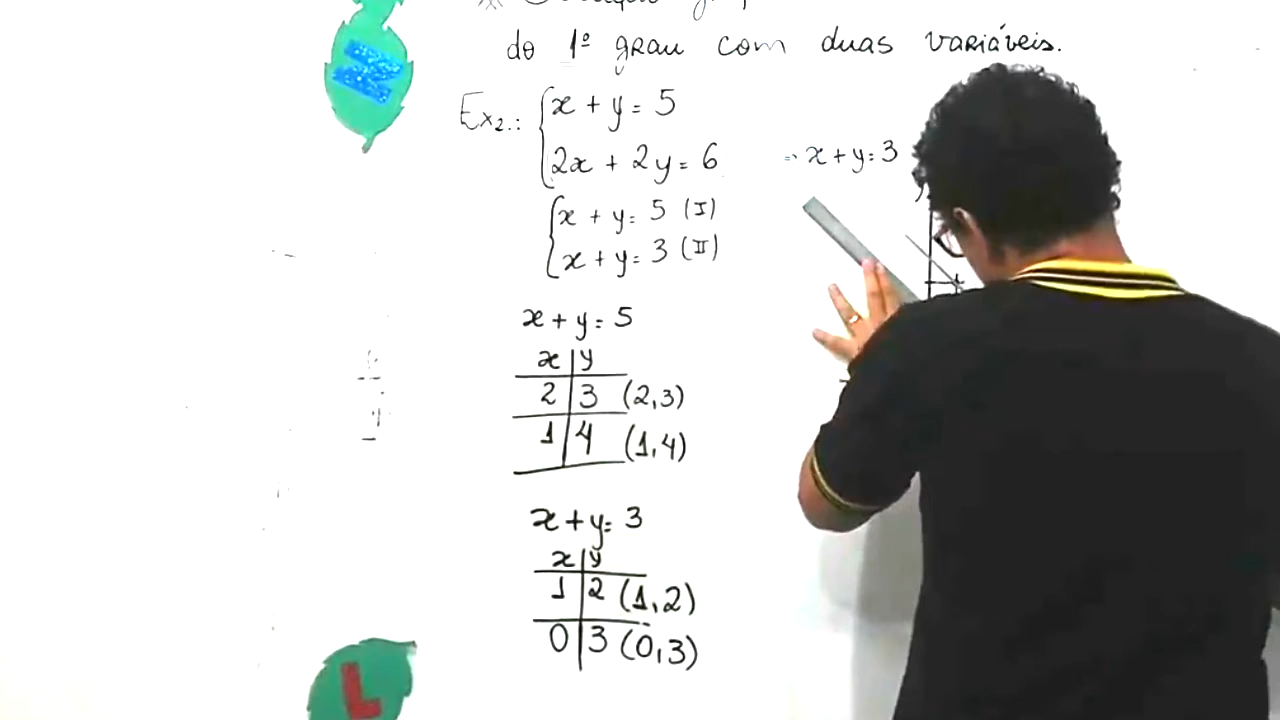 do 1º grau com duas variáveis.
Ex2.: x + y = 5
2x + 2y = 6 ⇒ x + y = 3
x + y = 5 (I)
x + y = 3 (II)
x + y = 5
x y
2 3 (2,3)
1 4 (1,4)
x + y = 3
x y
1 2 (1,2)
0 3 (0,3)
N
L